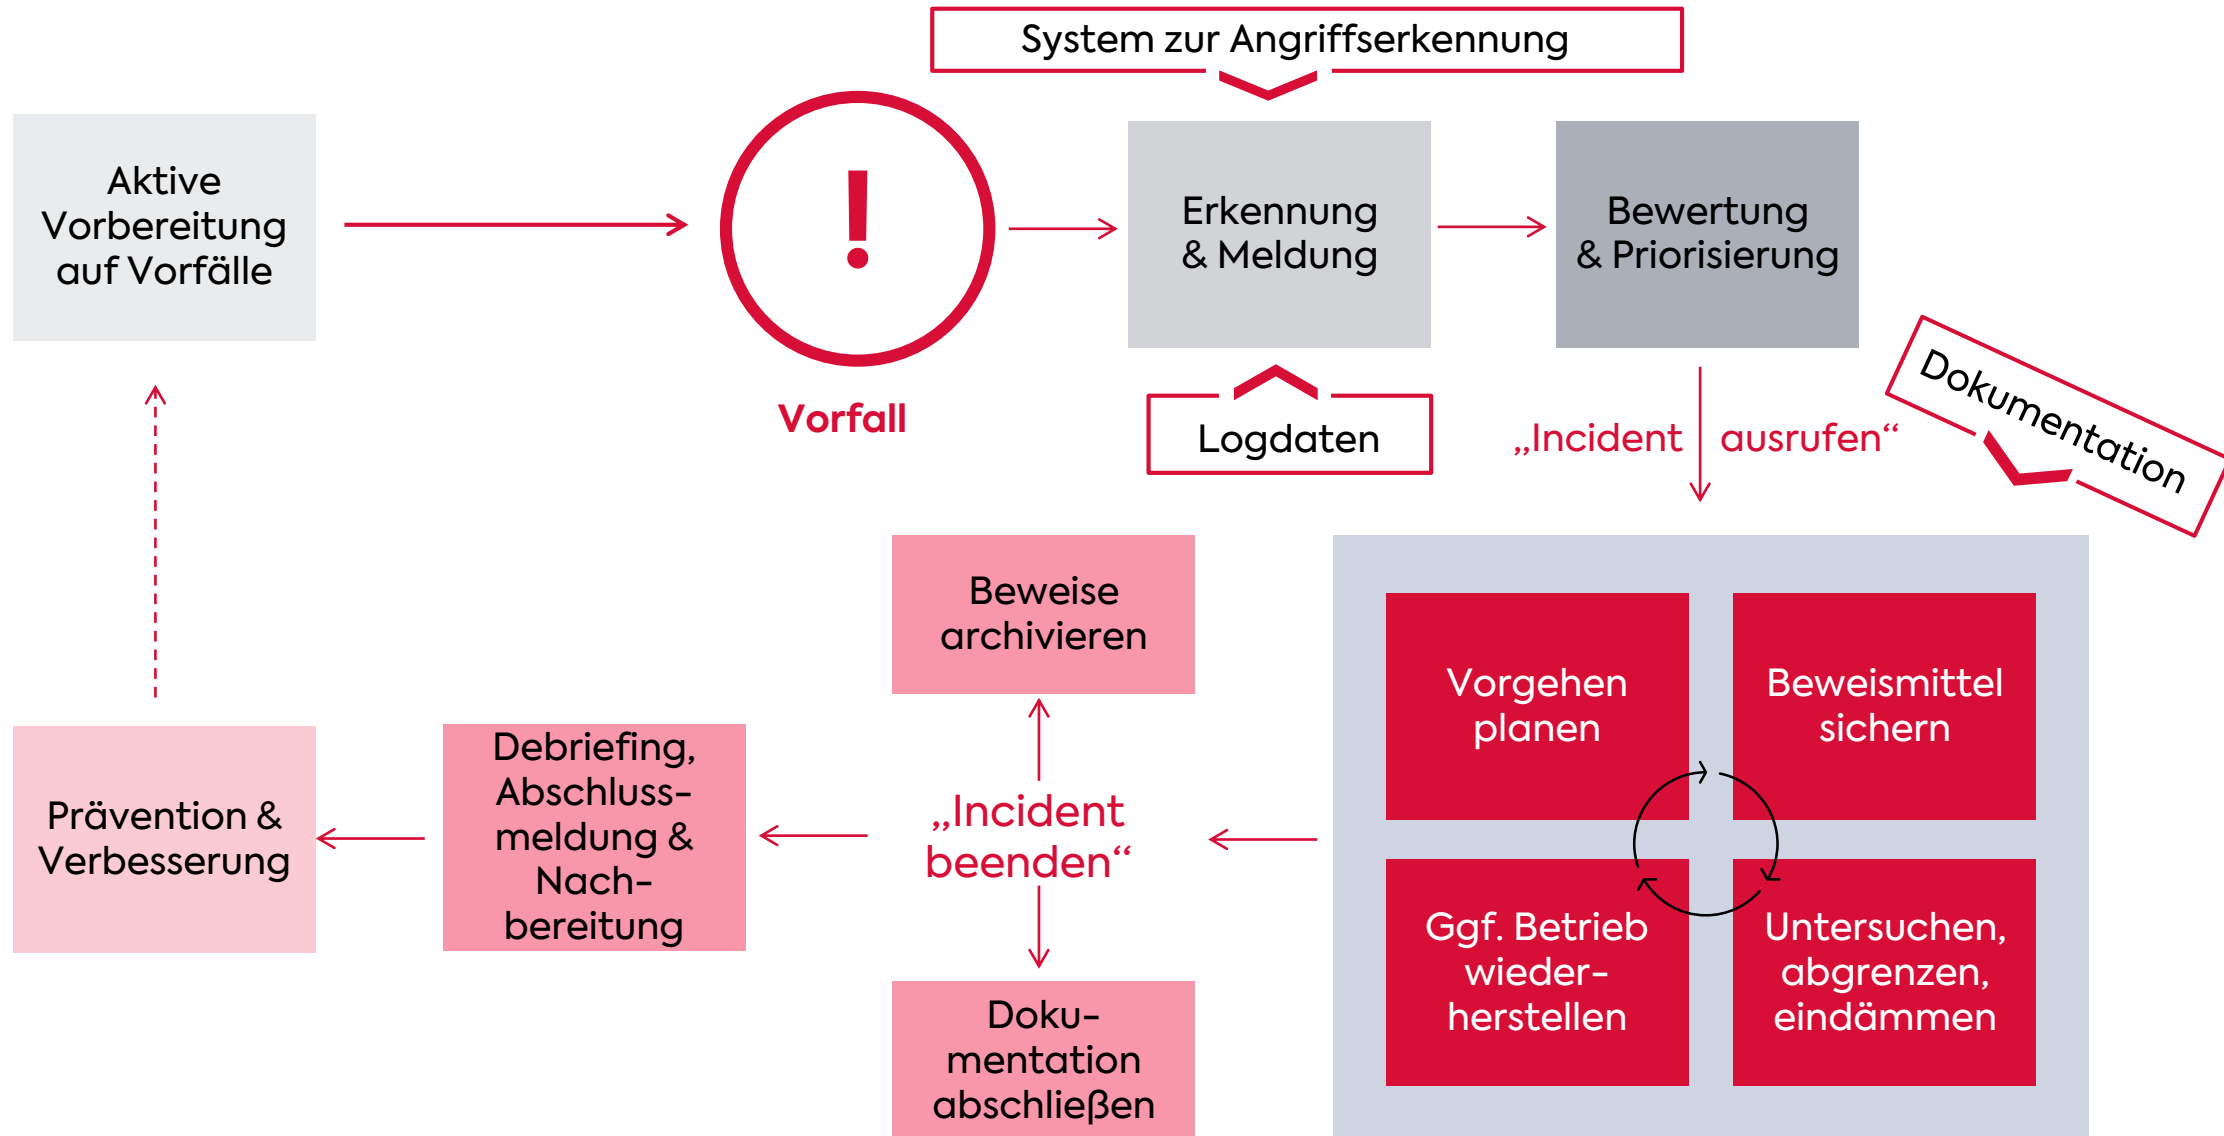 System zur Angriffserkennung
Aktive
Vorbereitung
auf Vorfälle
!
Vorfall
Erkennung
& Meldung
Bewertung
& Priorisierung
Logdaten
„Incident ausrufen“
Dokumentation
Vorgehen
planen
Beweismittel
sichern
Ggf. Betrieb
wieder-
herstellen
Untersuchen,
abgrenzen,
eindämmen
Beweise
archivieren
„Incident
beenden“
Doku-
mentation
abschließen
Debriefing,
Abschluss-
meldung &
Nach-
bereitung
Prävention &
Verbesserung